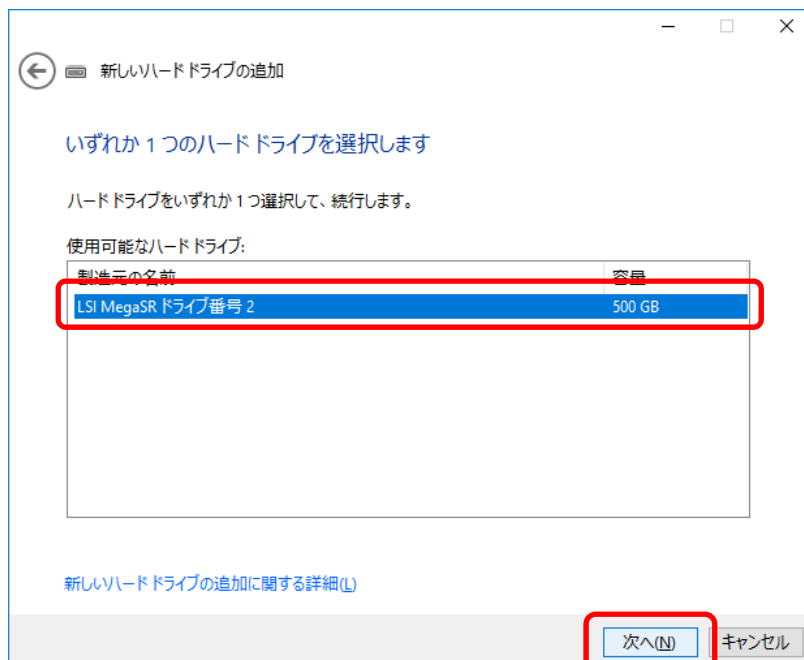 新しいハード ドライブの追加
いずれか 1 つのハード ドライブを選択します
ハード ドライブをいずれか 1 つ選択して、続行します。
使用可能なハード ドライブ:
製造元の名前 容量
LSI MegaSR ドライブ番号 2 500 GB
新しいハード ドライブの追加に関する詳細(L)
次へ(N) キャンセル